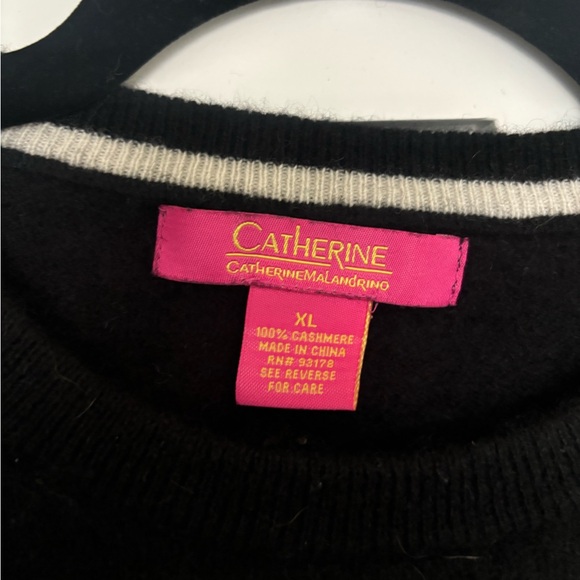 CATHERINE
CATHERINEMALANDRINO
XL
100% CASHMERE
MADE IN CHINA
RN# 93178
SEE REVERSE
FOR CARE